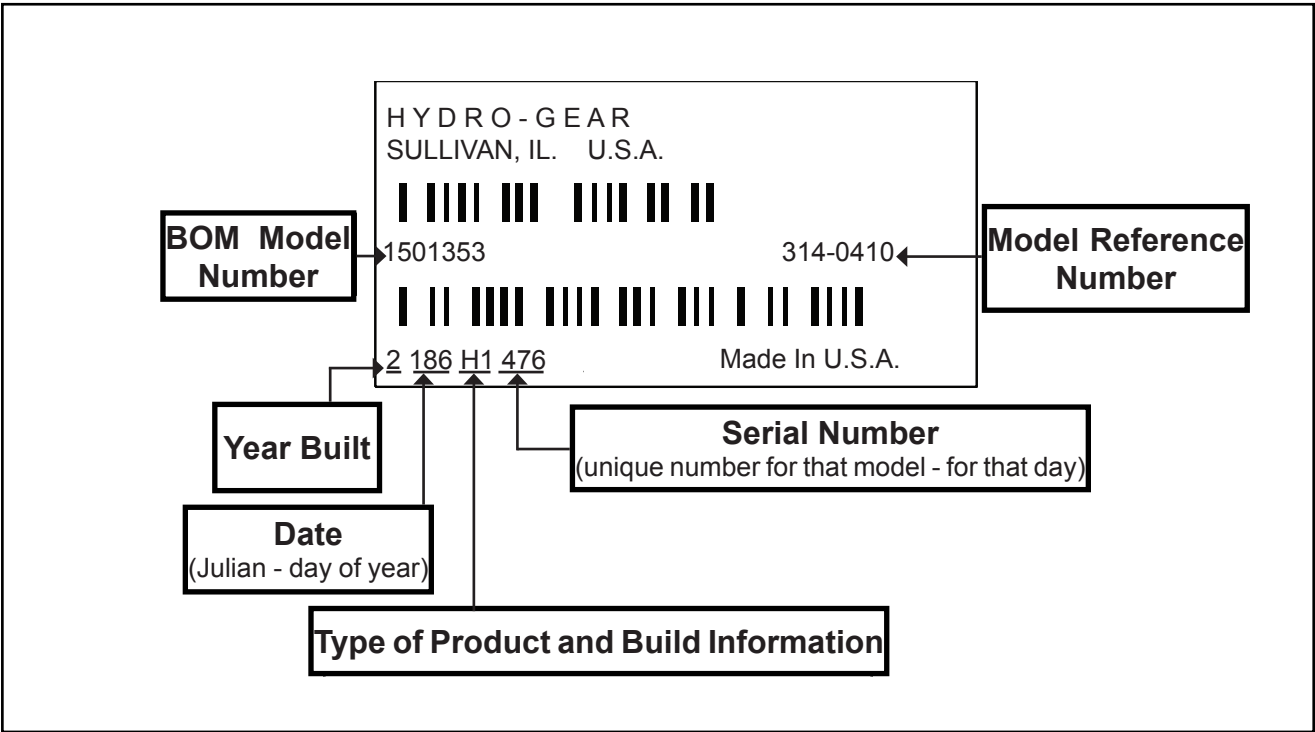 HYDRO-GEAR
SULLIVAN, IL. U.S.A.
BOM Model
Number
1501353
314-0410
Model Reference
Number
2 186 H1 476
Made In U.S.A.
Year Built
Serial Number
(unique number for that model - for that day)
Date
(Julian - day of year)
Type of Product and Build Information